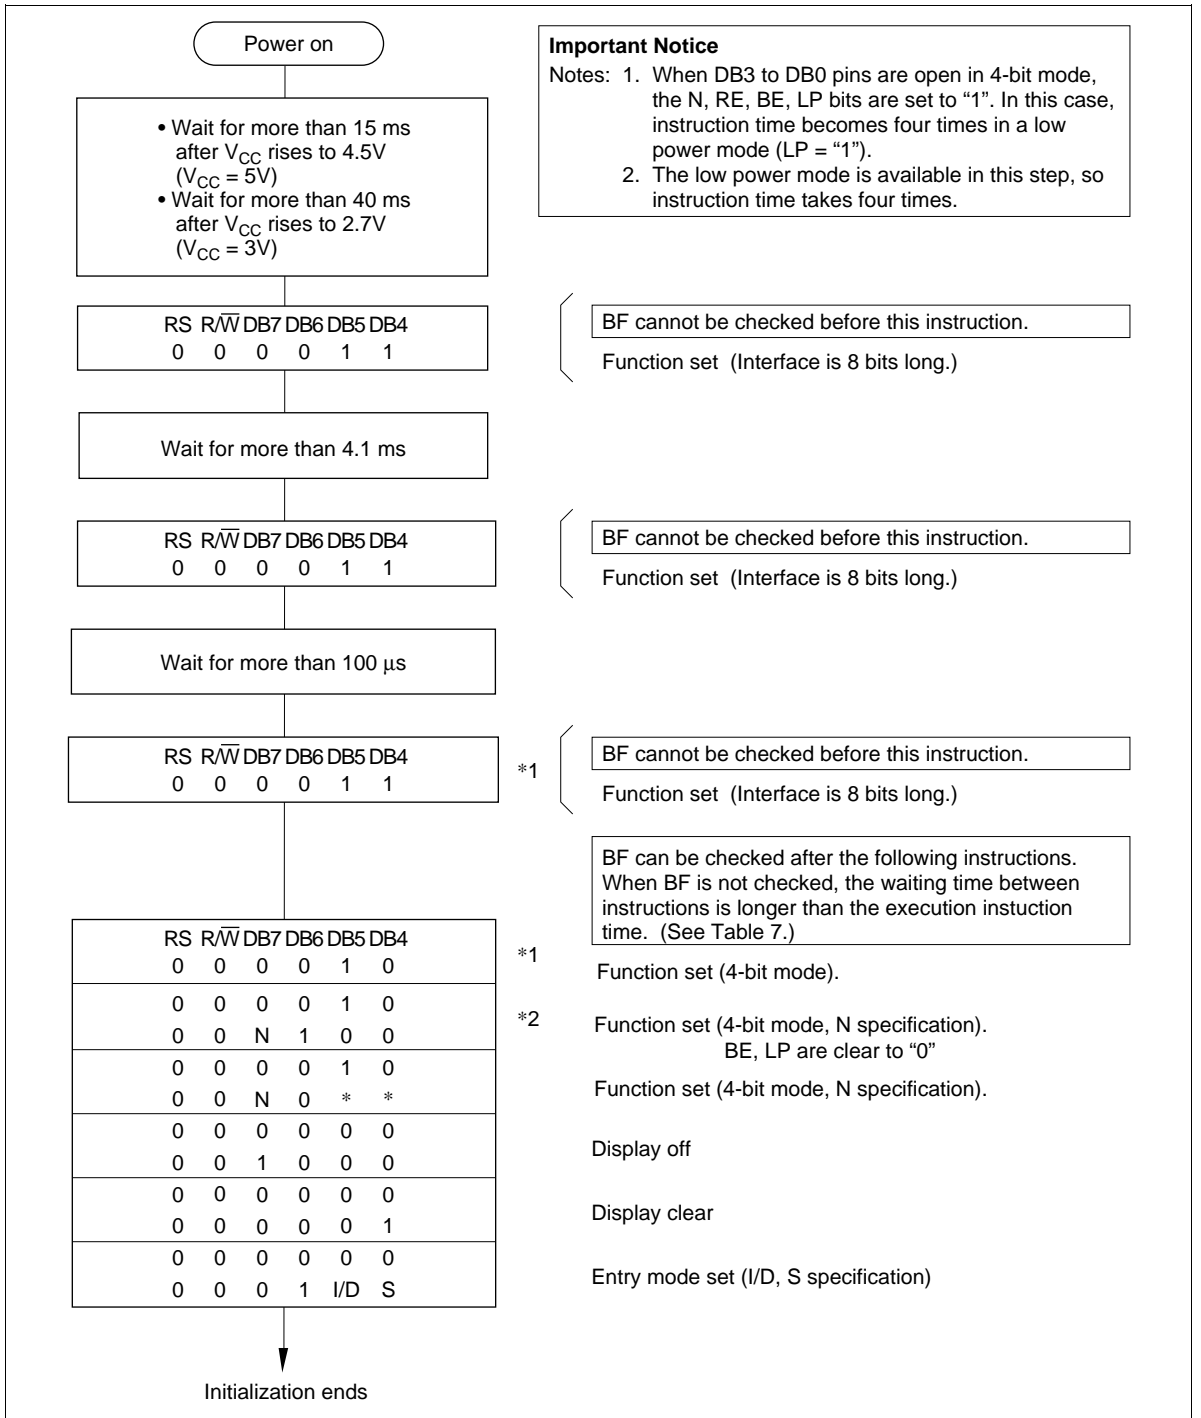 Power on
Important Notice
Notes: 1. When DB3 to DB0 pins are open in 4-bit mode,
the N, RE, BE, LP bits are set to “1”. In this case,
instruction time becomes four times in a low
power mode (LP = “1”).
2. The low power mode is available in this step, so
instruction time takes four times.
• Wait for more than 15 ms
after VCC rises to 4.5V
(VCC = 5V)
• Wait for more than 40 ms
after VCC rises to 2.7V
(VCC = 3V)
RS R/W̅ DB7 DB6 DB5 DB4
0 0 0 0 1 1
BF cannot be checked before this instruction.
Function set (Interface is 8 bits long.)
Wait for more than 4.1 ms
RS R/W̅ DB7 DB6 DB5 DB4
0 0 0 0 1 1
BF cannot be checked before this instruction.
Function set (Interface is 8 bits long.)
Wait for more than 100 µs
RS R/W̅ DB7 DB6 DB5 DB4
0 0 0 0 1 1
*1
BF cannot be checked before this instruction.
Function set (Interface is 8 bits long.)
BF can be checked after the following instructions.
When BF is not checked, the waiting time between
instructions is longer than the execution instuction
time. (See Table 7.)
RS R/W̅ DB7 DB6 DB5 DB4
0 0 0 0 1 0
*1
Function set (4-bit mode).
0 0 0 0 1 0
0 0 N 1 0 0
*2
Function set (4-bit mode, N specification).
BE, LP are clear to “0”
0 0 0 0 1 0
0 0 N 0 * *
Function set (4-bit mode, N specification).
0 0 0 0 0 0
0 0 1 0 0 0
Display off
0 0 0 0 0 0
0 0 0 0 0 1
Display clear
0 0 0 0 0 0
0 0 0 1 I/D S
Entry mode set (I/D, S specification)
Initialization ends